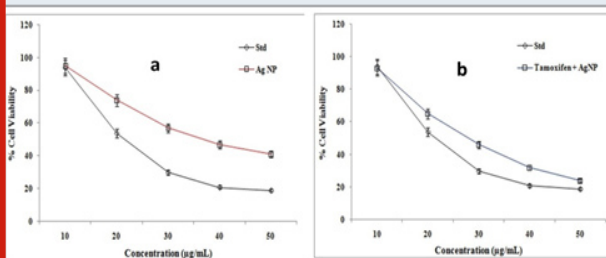 120
100
80
60
40
20
0
% Cell Viability
a
Std
Ag NP
10 20 30 40 50
Concentration (µg/mL)
120
100
80
60
40
20
0
% Cell Viability
b
Std
Tamoxifen + AgNP
10 20 30 40 50
Concentration (µg/mL)